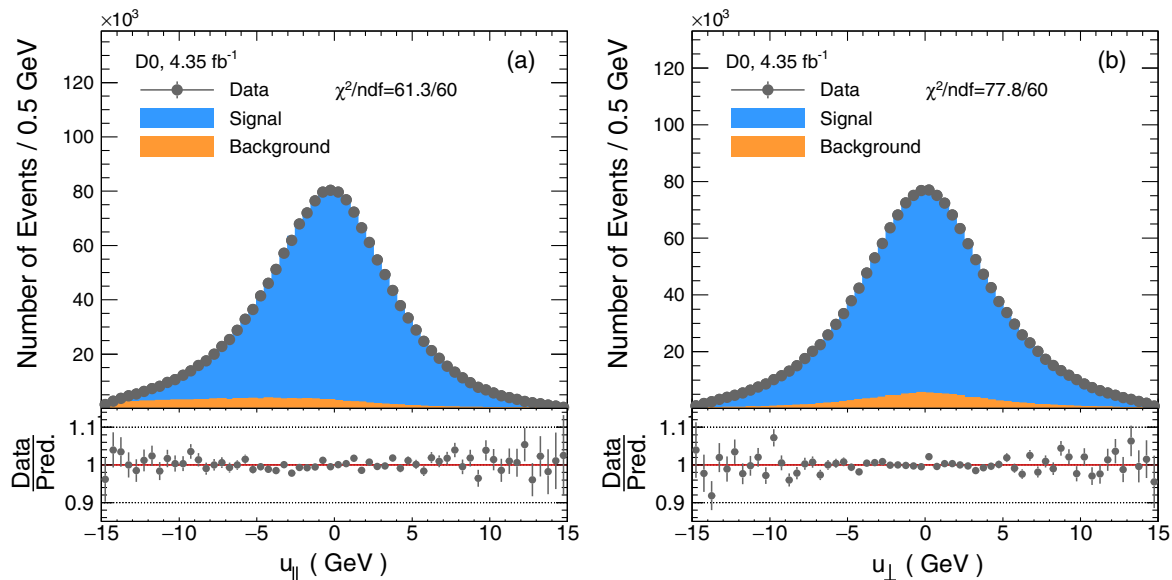 ×10³
Number of Events / 0.5 GeV
120
100
80
60
40
20
D0, 4.35 fb⁻¹
(a)
Data
χ²/ndf=61.3/60
Signal
Background
Data
Pred.
1.1
1
0.9
−15 −10 −5 0 5 10 15
u∥ ( GeV )
×10³
Number of Events / 0.5 GeV
120
100
80
60
40
20
D0, 4.35 fb⁻¹
(b)
Data
χ²/ndf=77.8/60
Signal
Background
Data
Pred.
1.1
1
0.9
−15 −10 −5 0 5 10 15
u⊥ ( GeV )